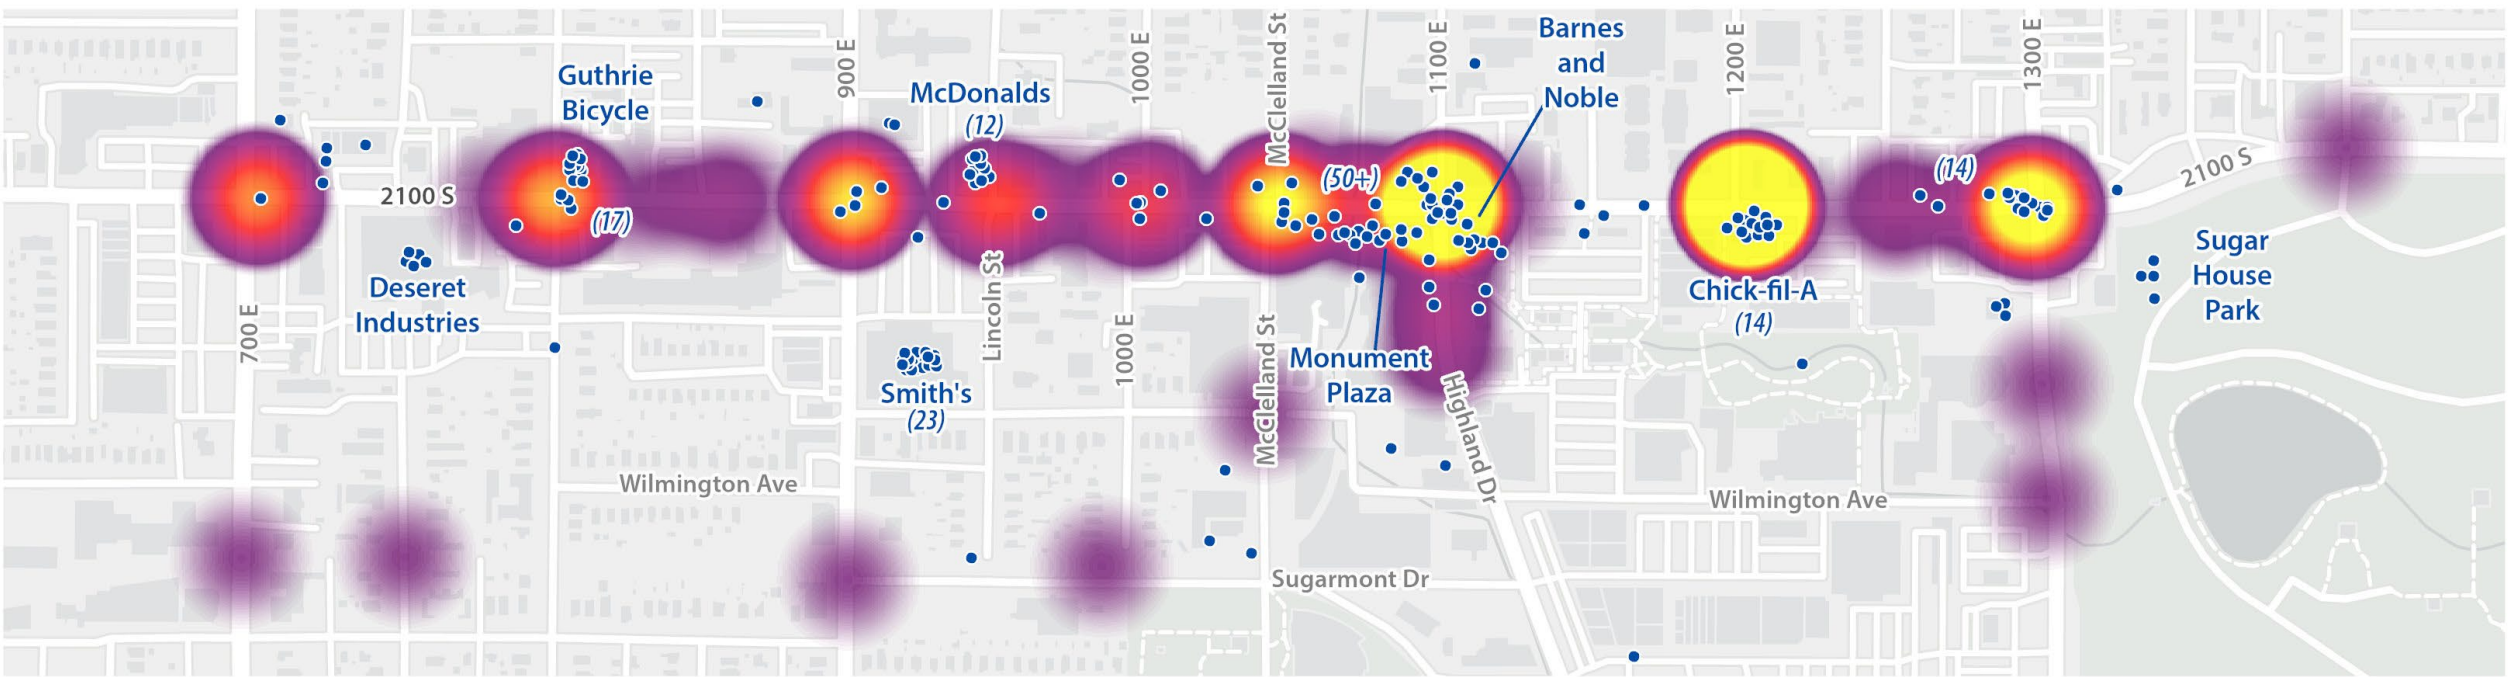 Barnes
and
Noble
McClelland St
1100 E
1200 E
1300 E
900 E
1000 E
Guthrie
Bicycle
McDonalds
(12)
(14)
2100 S
(50+)
2100 S
(17)
Deseret
Industries
700 E
Lincoln St
1000 E
McClelland St
Chick-fil-A
(14)
Sugar
House
Park
Monument
Plaza
Smith's
(23)
Highland Dr
Wilmington Ave
Wilmington Ave
Sugarmont Dr